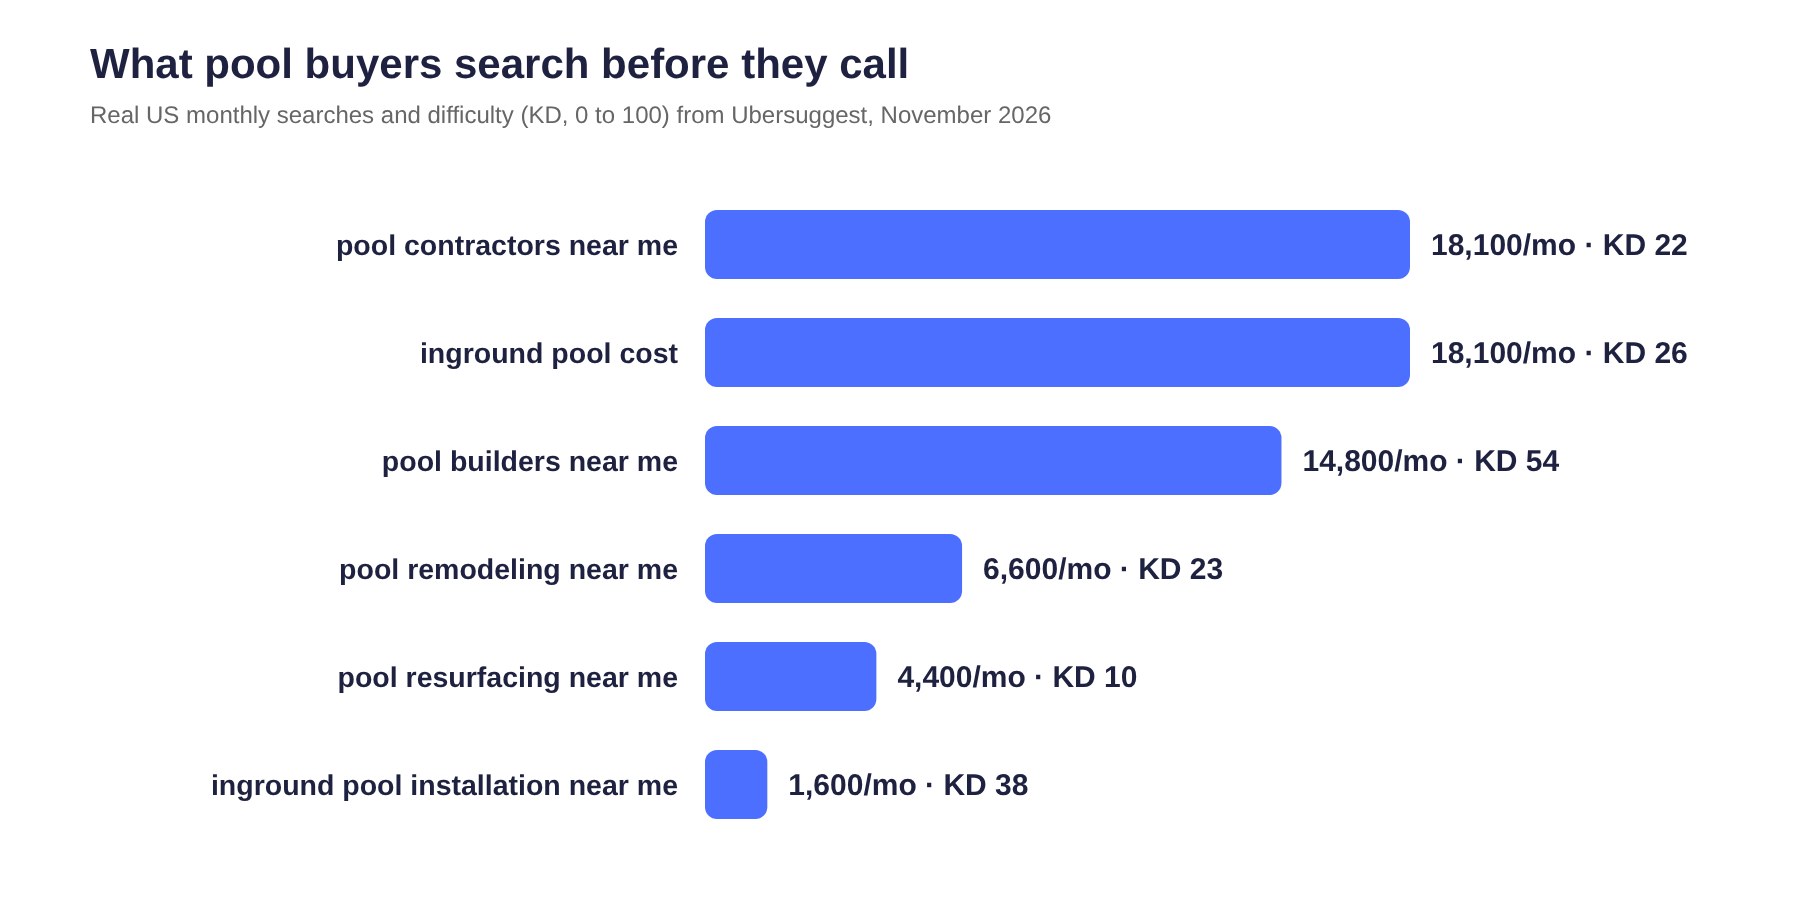 What pool buyers search before they call
Real US monthly searches and difficulty (KD, 0 to 100) from Ubersuggest, November 2026
pool contractors near me 18,100/mo · KD 22
inground pool cost 18,100/mo · KD 26
pool builders near me 14,800/mo · KD 54
pool remodeling near me 6,600/mo · KD 23
pool resurfacing near me 4,400/mo · KD 10
inground pool installation near me 1,600/mo · KD 38